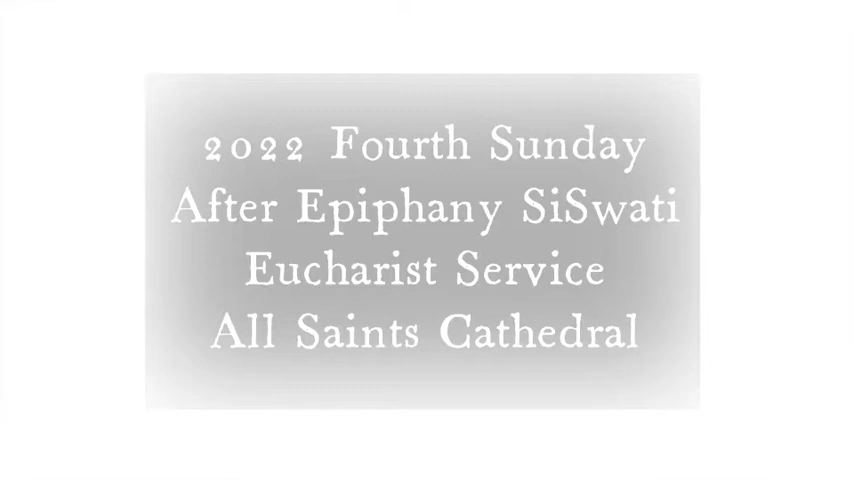 2022 Fourth Sunday
After Epiphany SiSwati
Eucharist Service
All Saints Cathedral